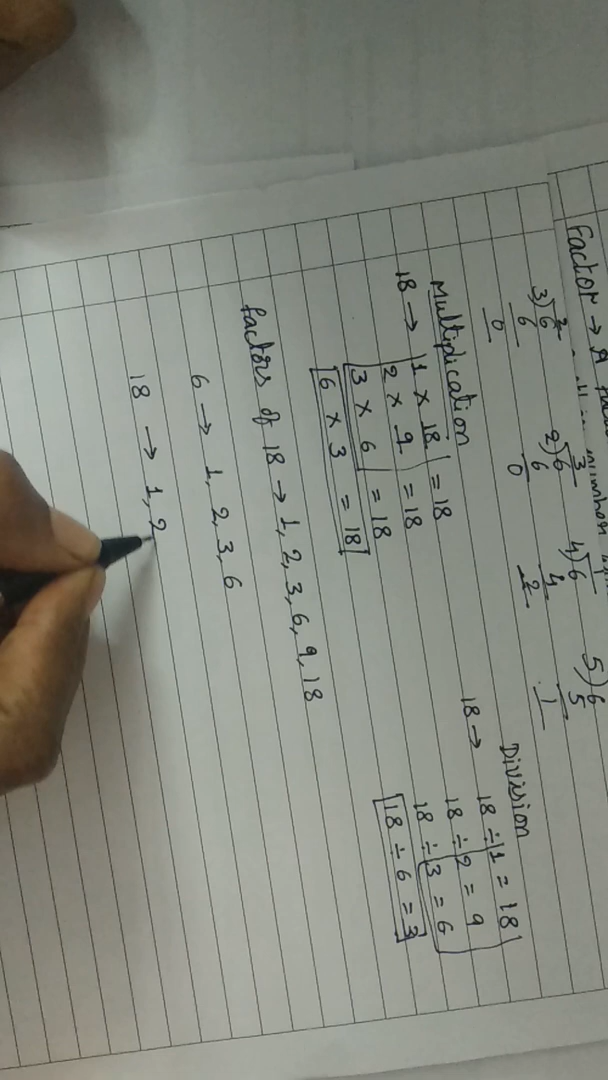 Factor → A
3)6 2)6 4)6 5)6
2 3
6 6 4 5
0 0 2 1
Multiplication Division
18 → 1 × 18 = 18 18 → 18 ÷ 1 = 18
2 × 9 = 18 18 ÷ 2 = 9
3 × 6 = 18 18 ÷ 3 = 6
6 × 3 = 18 18 ÷ 6 = 3
factors of 18 → 1, 2, 3, 6, 9, 18
6 → 1, 2, 3, 6
18 → 1, 2